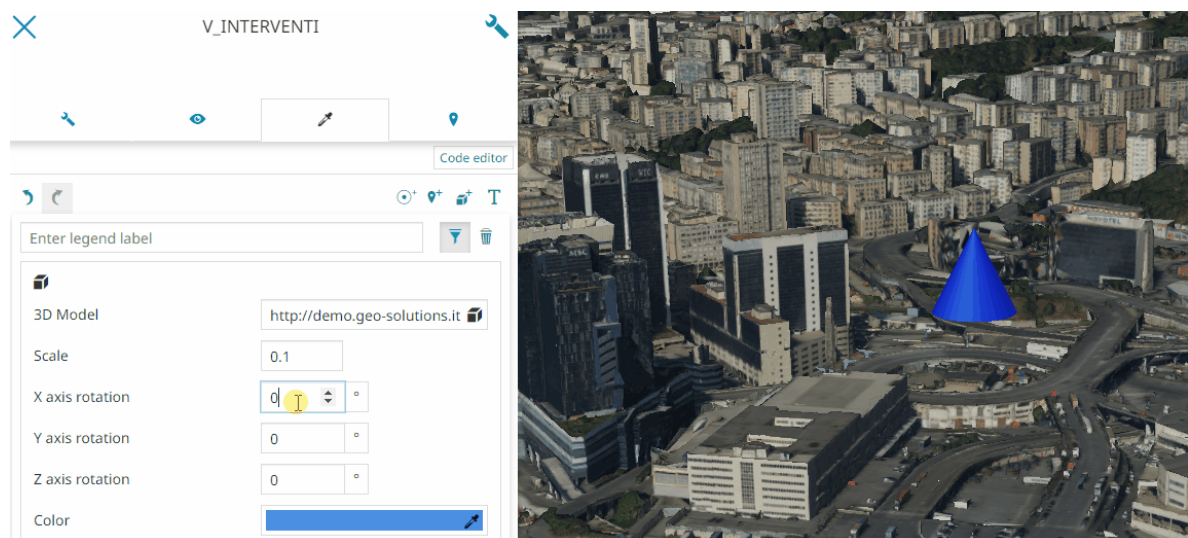 V_INTERVENTI
Code editor
T
Enter legend label
3D Model
http://demo.geo-solutions.it
Scale
0.1
X axis rotation
0
°
Y axis rotation
0
°
Z axis rotation
0
°
Color
MSC